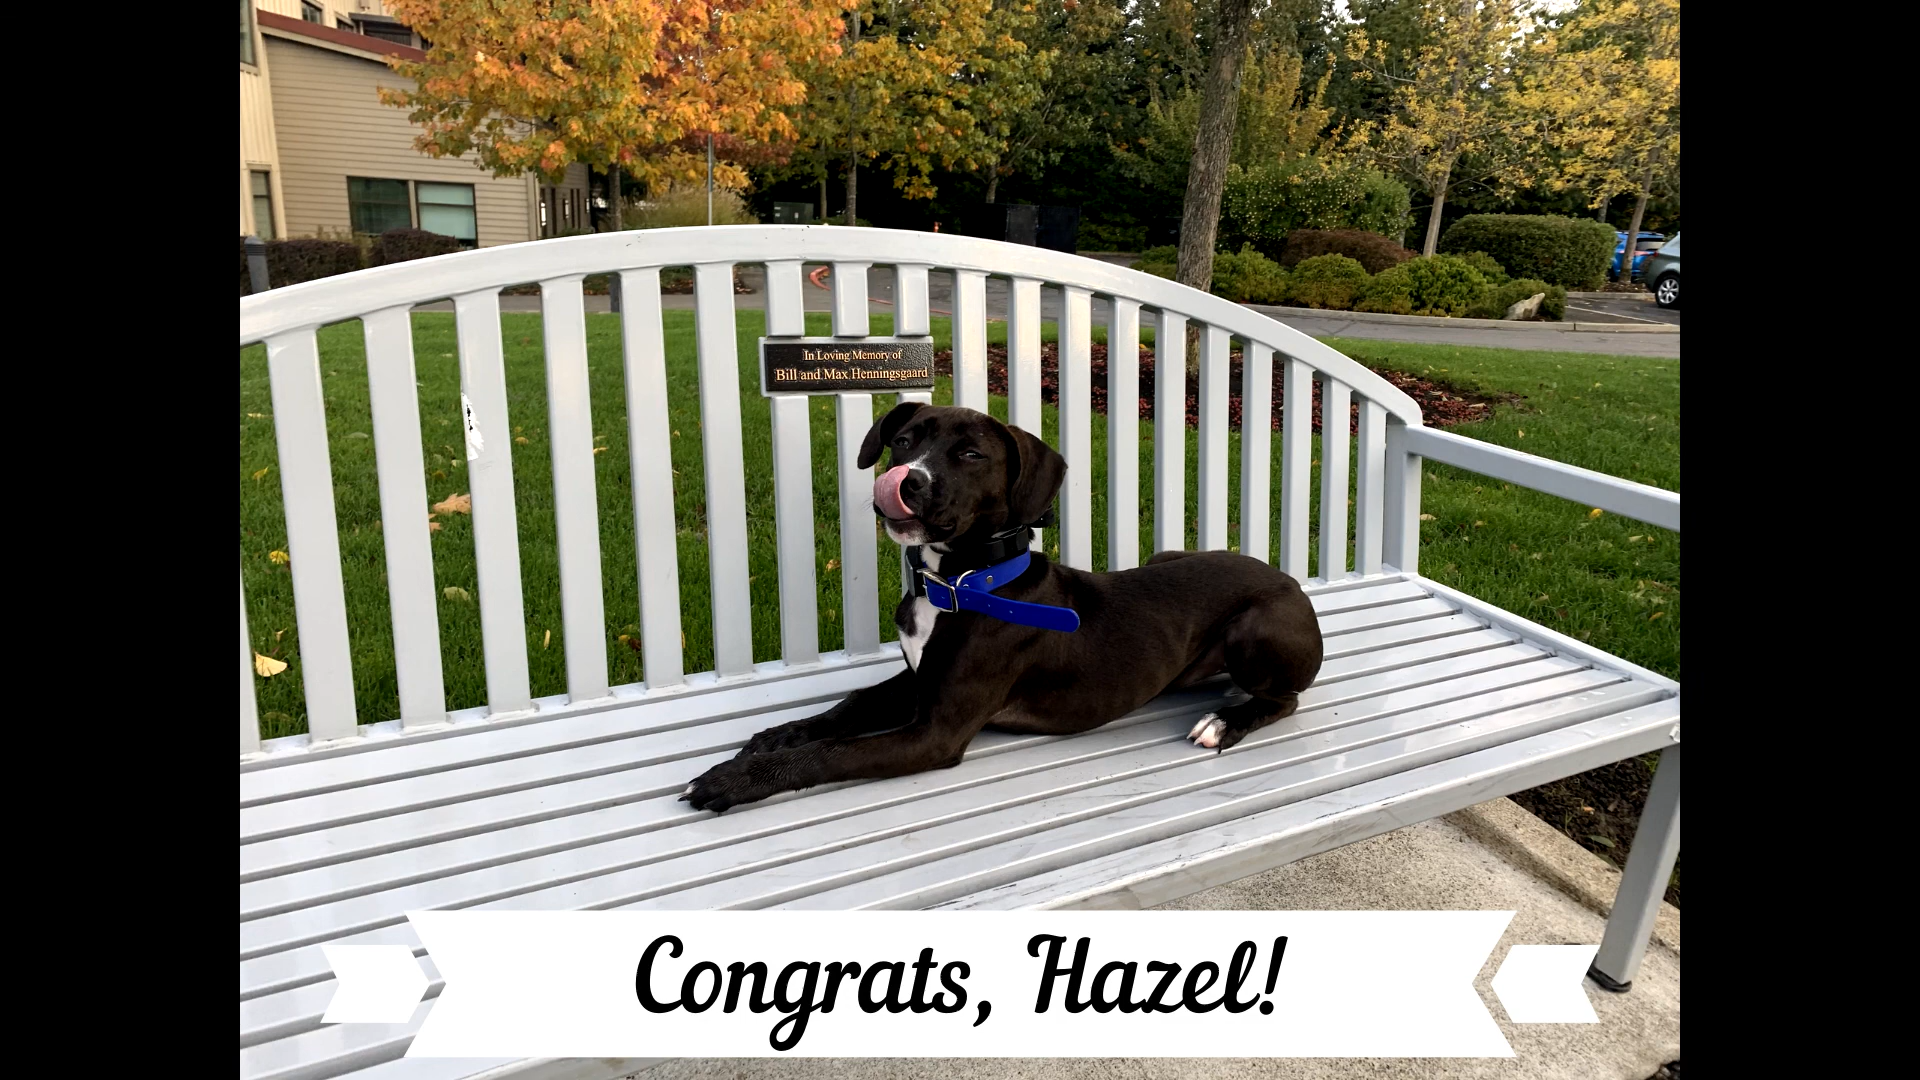 In Loving Memory of
Bill and Max Henningsgaard
Congrats, Hazel!